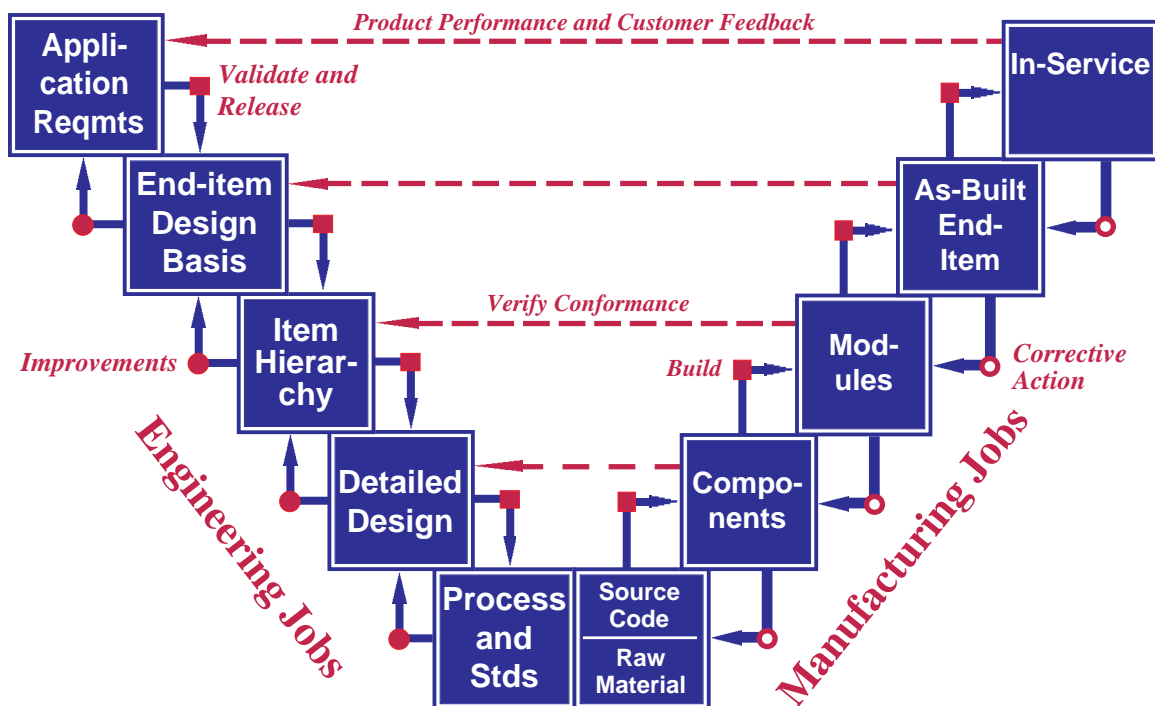 Product Performance and Customer Feedback
Appli-
cation
Reqmts
In-Service
Validate and
Release
End-item
Design
Basis
As-Built
End-
Item
Verify Conformance
Item
Hierar-
chy
Mod-
ules
Improvements
Build
Corrective
Action
Detailed
Design
Compo-
nents
Engineering Jobs
Manufacturing Jobs
Process
and
Stds
Source
Code
Raw
Material